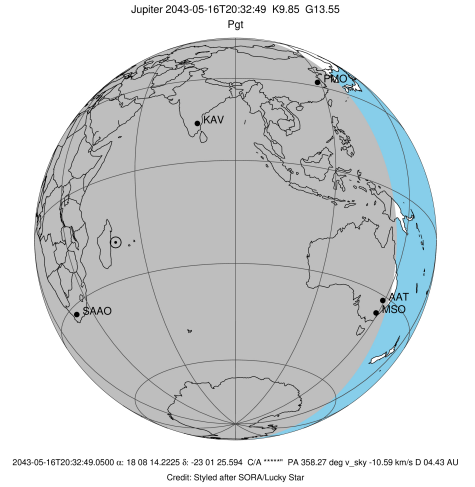 Jupiter 2043-05-16T20:32:49 K9.85 G13.55
Pgt
PMO
KAV
AAT
MSO
SAAO
2043-05-16T20:32:49.0500 α: 18 08 14.2225 δ: -23 01 25.594 C/A *****" PA 358.27 deg v_sky -10.59 km/s D 04.43 AU
Credit: Styled after SORA/Lucky Star